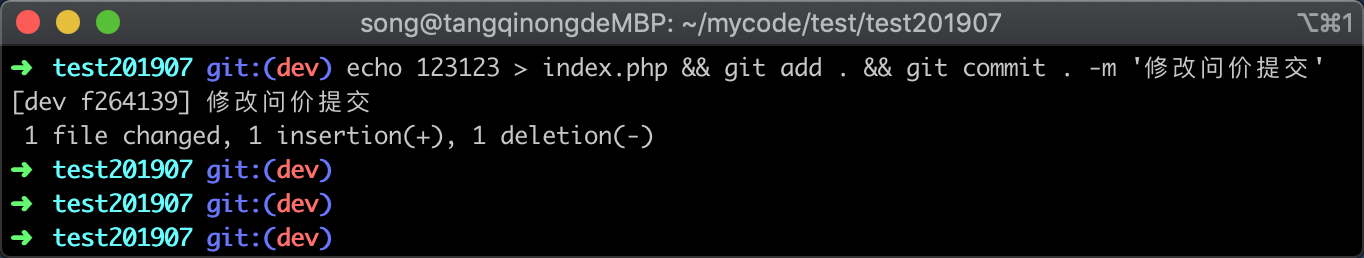 song@tangqinongdeMBP: ~/mycode/test/test201907
⌥⌘1
➜ test201907 git:(dev) echo 123123 > index.php && git add . && git commit . -m '修改问价提交'
[dev f264139] 修改问价提交
1 file changed, 1 insertion(+), 1 deletion(-)
➜ test201907 git:(dev)
➜ test201907 git:(dev)
➜ test201907 git:(dev)